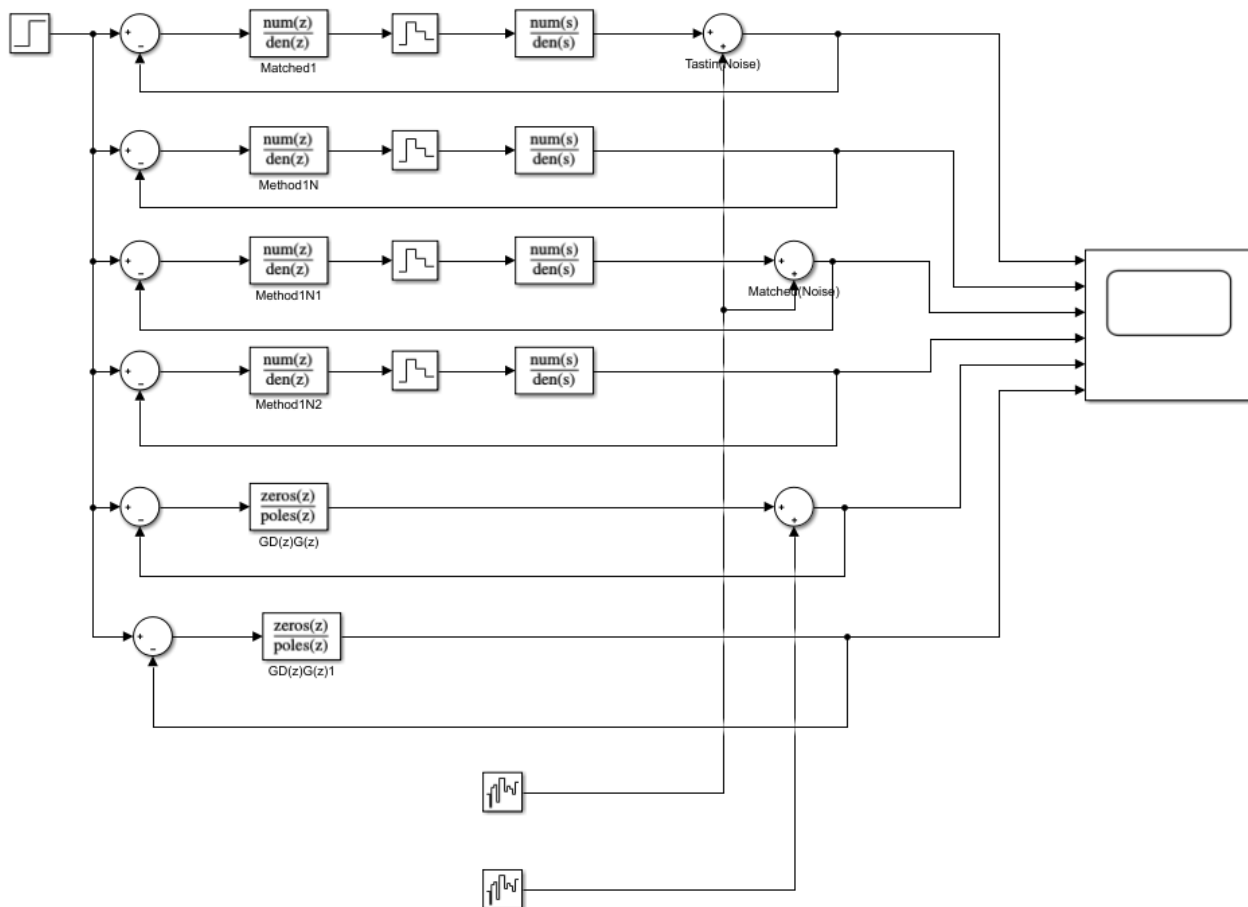 num(z)
den(z)
num(s)
den(s)
Matched1
Tastin(Noise)
num(z)
den(z)
num(s)
den(s)
Method1N
num(z)
den(z)
num(s)
den(s)
Method1N1
Matched(Noise)
num(z)
den(z)
num(s)
den(s)
Method1N2
zeros(z)
poles(z)
GD(z)G(z)
zeros(z)
poles(z)
GD(z)G(z)1